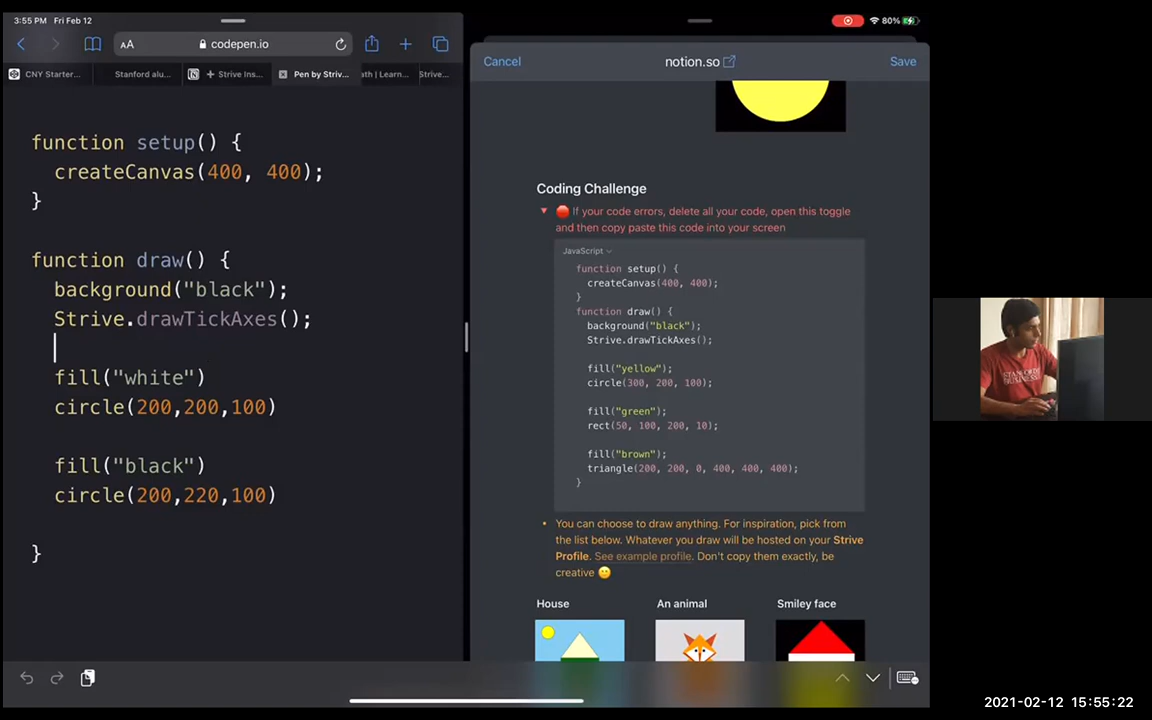 3:55 PM Fri Feb 12
80%
AA
codepen.io
CNY Starter...
Stanford alu...
+ Strive Ins...
Pen by Striv...
ath | Learn...
Strive...
function setup() {
createCanvas(400, 400);
}
function draw() {
background("black");
Strive.drawTickAxes();
fill("white")
circle(200,200,100)
fill("black")
circle(200,220,100)
}
Cancel
notion.so
Save
Coding Challenge
If your code errors, delete all your code, open this toggle
and then copy paste this code into your screen
JavaScript
function setup() {
createCanvas(400, 400);
}
function draw() {
background("black");
Strive.drawTickAxes();
fill("yellow");
circle(300, 200, 100);
fill("green");
rect(50, 100, 200, 10);
fill("brown");
triangle(200, 200, 0, 400, 400, 400);
}
• You can choose to draw anything. For inspiration, pick from
the list below. Whatever you draw will be hosted on your Strive
Profile. See example profile. Don't copy them exactly, be
creative
House
An animal
Smiley face
STANFORD
BUSINESS
2021-02-12 15:55:22